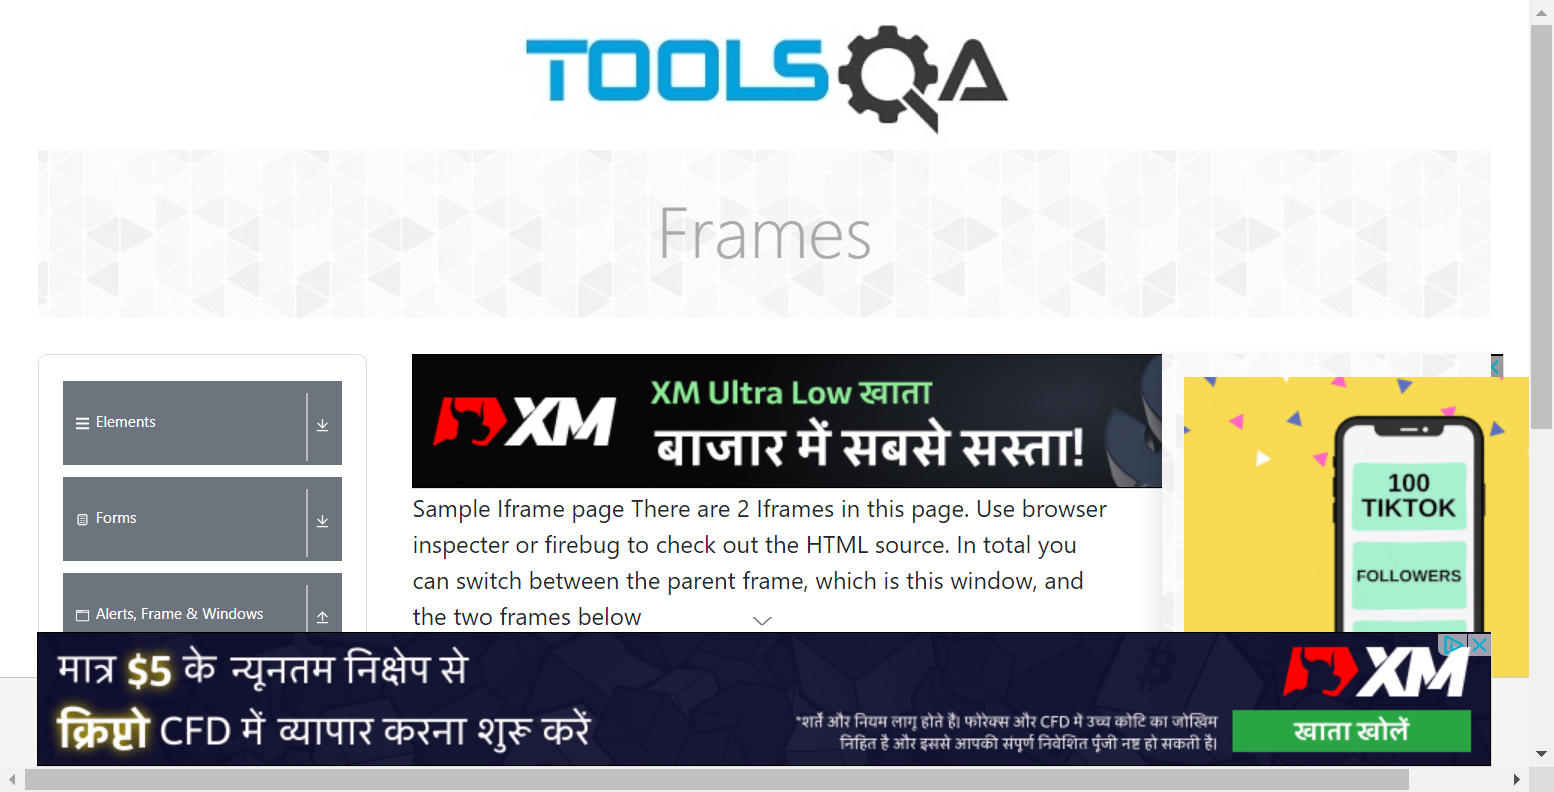 TOOLSQA
Frames
Elements
Forms
Alerts, Frame & Windows
XM
XM Ultra Low खाता
बाजार में सबसे सस्ता!
Sample Iframe page There are 2 Iframes in this page. Use browser
inspecter or firebug to check out the HTML source. In total you
can switch between the parent frame, which is this window, and
the two frames below
100
TIKTOK
FOLLOWERS
मात्र $5 के न्यूनतम निक्षेप से
क्रिप्टो CFD में व्यापार करना शुरू करें
*शर्तें और नियम लागू होते हैं। फोरेक्स और CFD में उच्च कोटि का जोखिम
निहित है और इससे आपकी संपूर्ण निवेशित पूँजी नष्ट हो सकती है।
XM
खाता खोलें